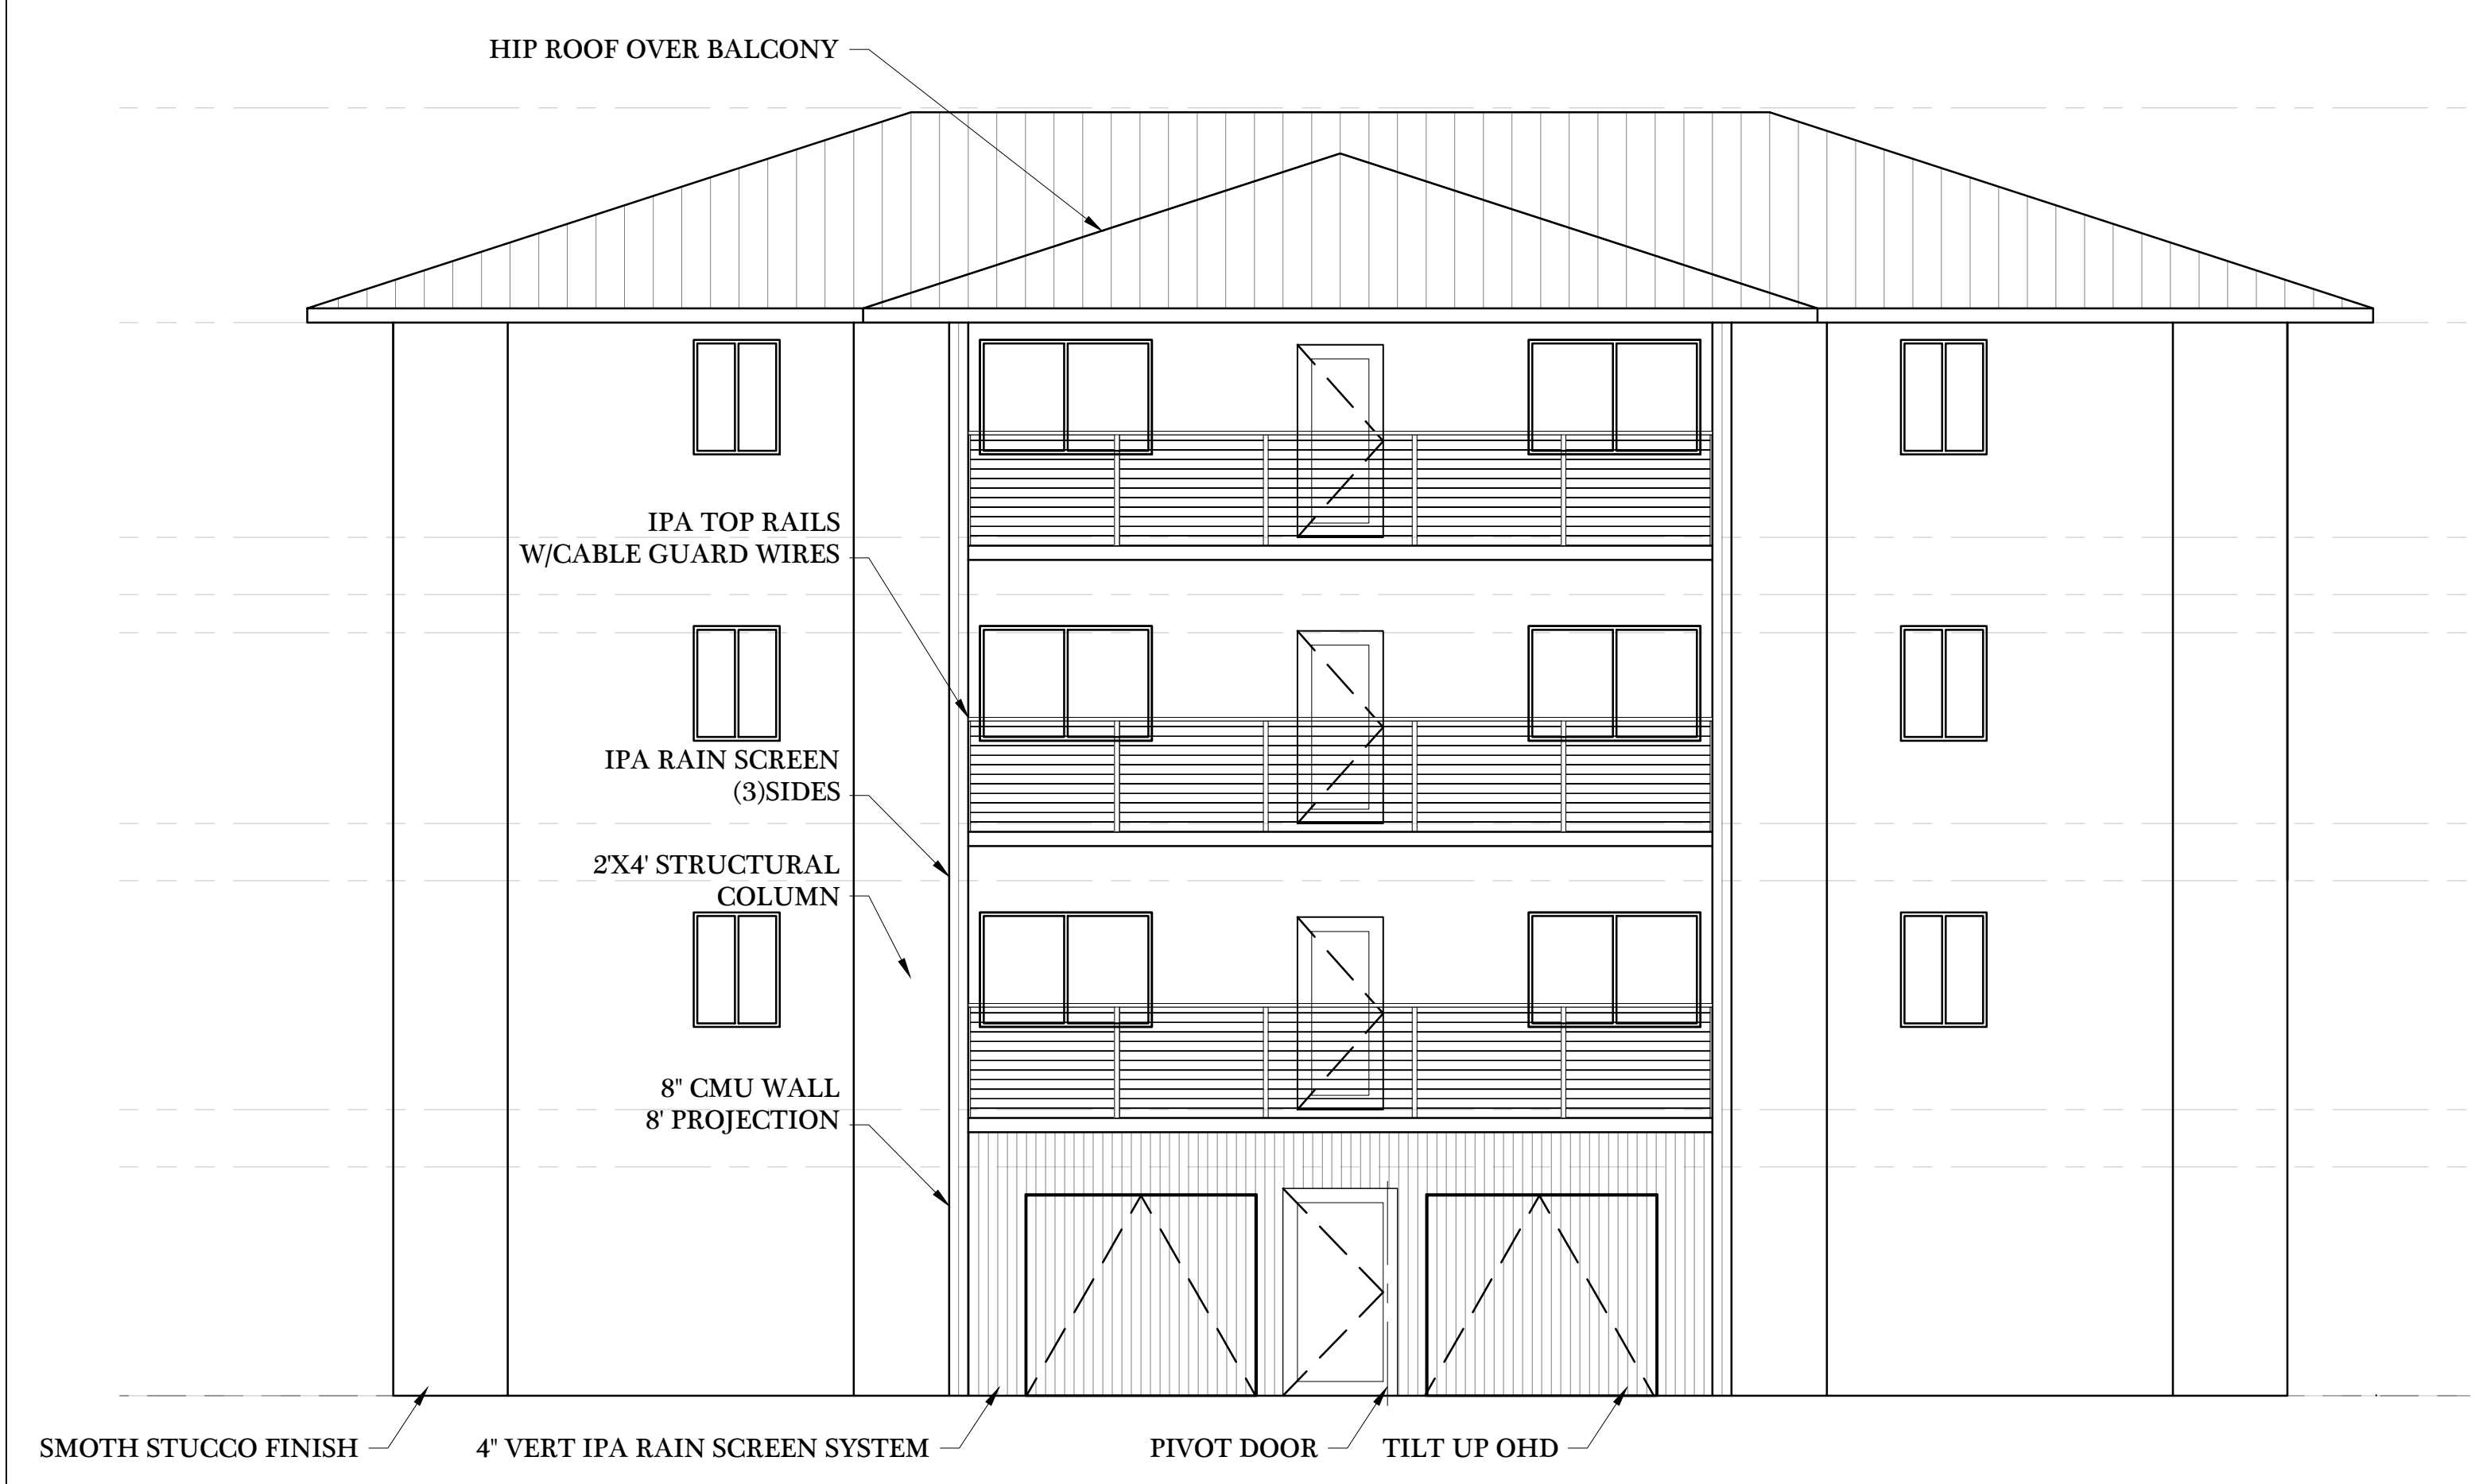 HIP ROOF OVER BALCONY
IPA TOP RAILS
W/CABLE GUARD WIRES
IPA RAIN SCREEN
(3)SIDES
2'X4' STRUCTURAL
COLUMN
8" CMU WALL
8' PROJECTION
SMOTH STUCCO FINISH
4" VERT IPA RAIN SCREEN SYSTEM
PIVOT DOOR
TILT UP OHD